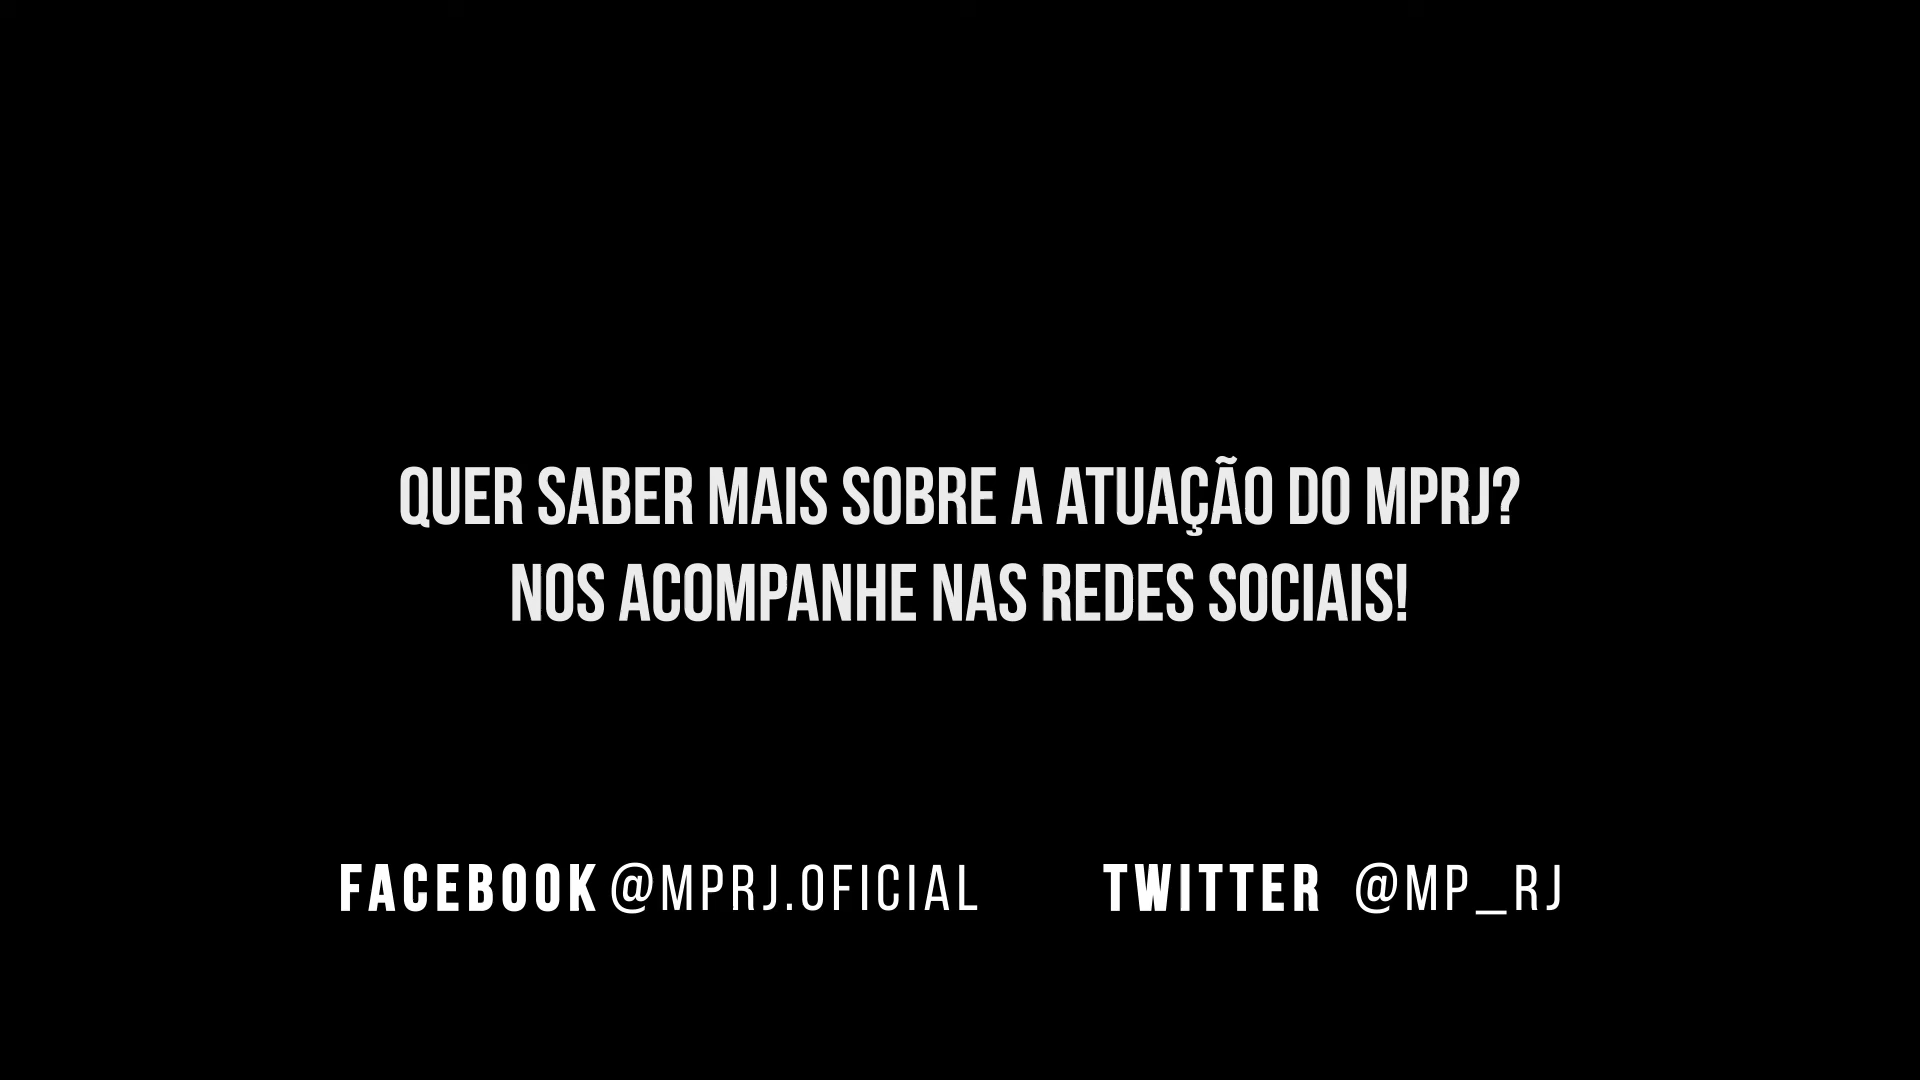 QUER SABER MAIS SOBRE A ATUAÇÃO DO MPRJ?
NOS ACOMPANHE NAS REDES SOCIAIS!
FACEBOOK @MPRJ.OFICIAL TWITTER @MP_RJ